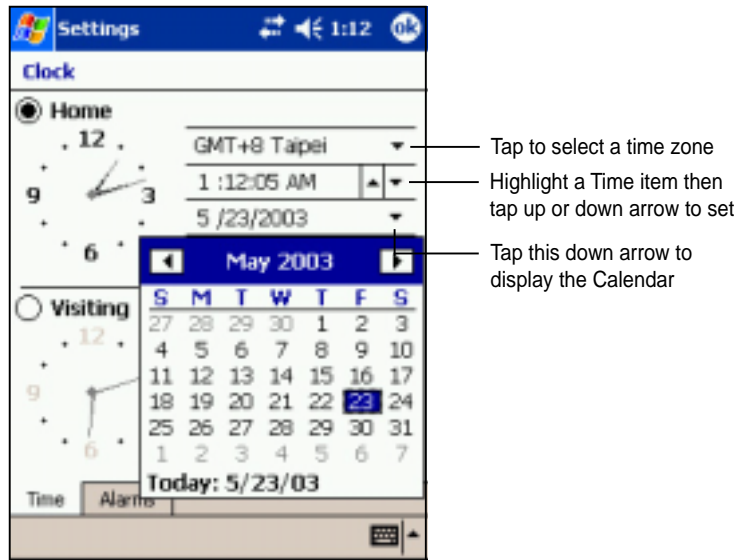 Settings 1:12 ok
Clock
Home
12
3
6
9
GMT+8 Taipei
1 :12:05 AM
5 /23/2003
Tap to select a time zone
Highlight a Time item then
tap up or down arrow to set
Tap this down arrow to
display the Calendar
Visiting
12
9
6
May 2003
S M T W T F S
27 28 29 30 1 2 3
4 5 6 7 8 9 10
11 12 13 14 15 16 17
18 19 20 21 22 23 24
25 26 27 28 29 30 31
1 2 3 4 5 6 7
Today: 5/23/03
Time Alarms